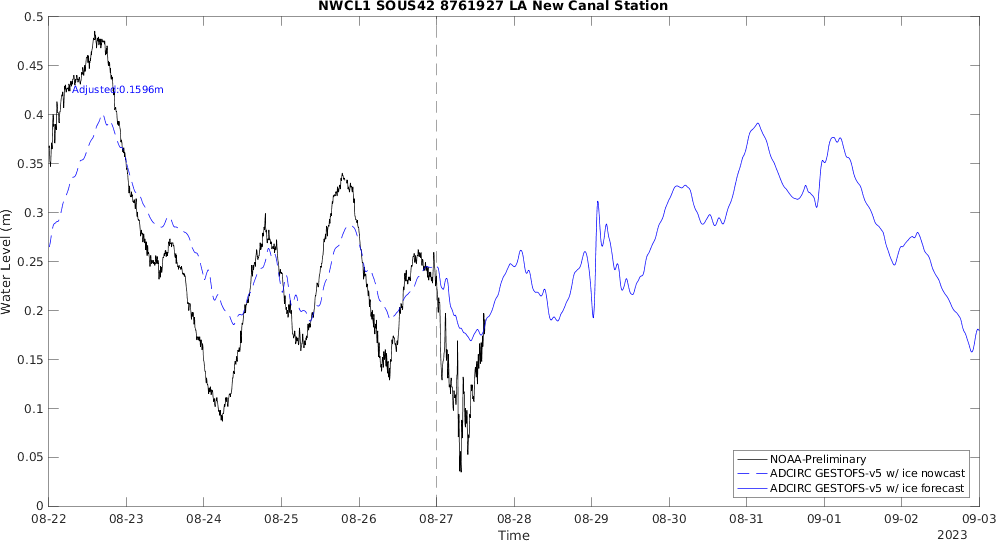 NWCL1 SOUS42 8761927 LA New Canal Station
Water Level (m)
0.5
0.45
0.4
0.35
0.3
0.25
0.2
0.15
0.1
0.05
0
Adjusted:0.1596m
NOAA-Preliminary
ADCIRC GESTOFS-v5 w/ ice nowcast
ADCIRC GESTOFS-v5 w/ ice forecast
08-22 08-23 08-24 08-25 08-26 08-27 08-28 08-29 08-30 08-31 09-01 09-02 09-03
Time
2023